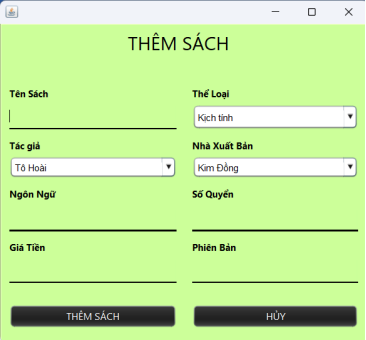 THÊM SÁCH
Tên Sách
Thể Loại
Kịch tính
Tác giả
Nhà Xuất Bản
Tô Hoài
Kim Đồng
Ngôn Ngữ
Số Quyển
Giá Tiền
Phiên Bản
THÊM SÁCH
HỦY